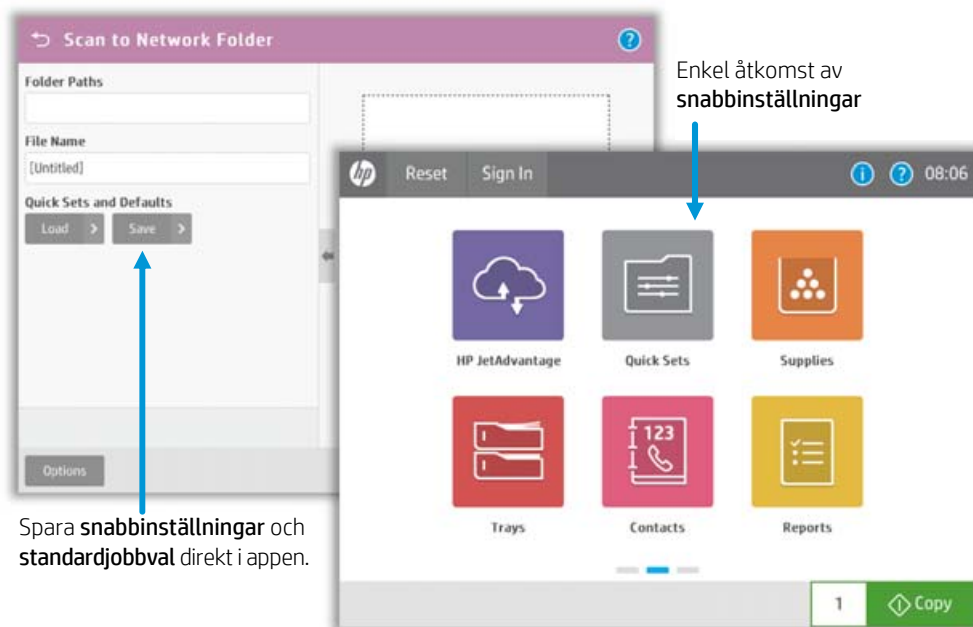 Scan to Network Folder
?
Folder Paths
File Name
[Untitled]
Quick Sets and Defaults
Load
Save
Options
Enkel åtkomst av
snabbinställningar
hp
Reset
Sign In
i
?
08:06
HP JetAdvantage
Quick Sets
Supplies
123
Trays
Contacts
Reports
1
Copy
Spara snabbinställningar och
standardjobbval direkt i appen.